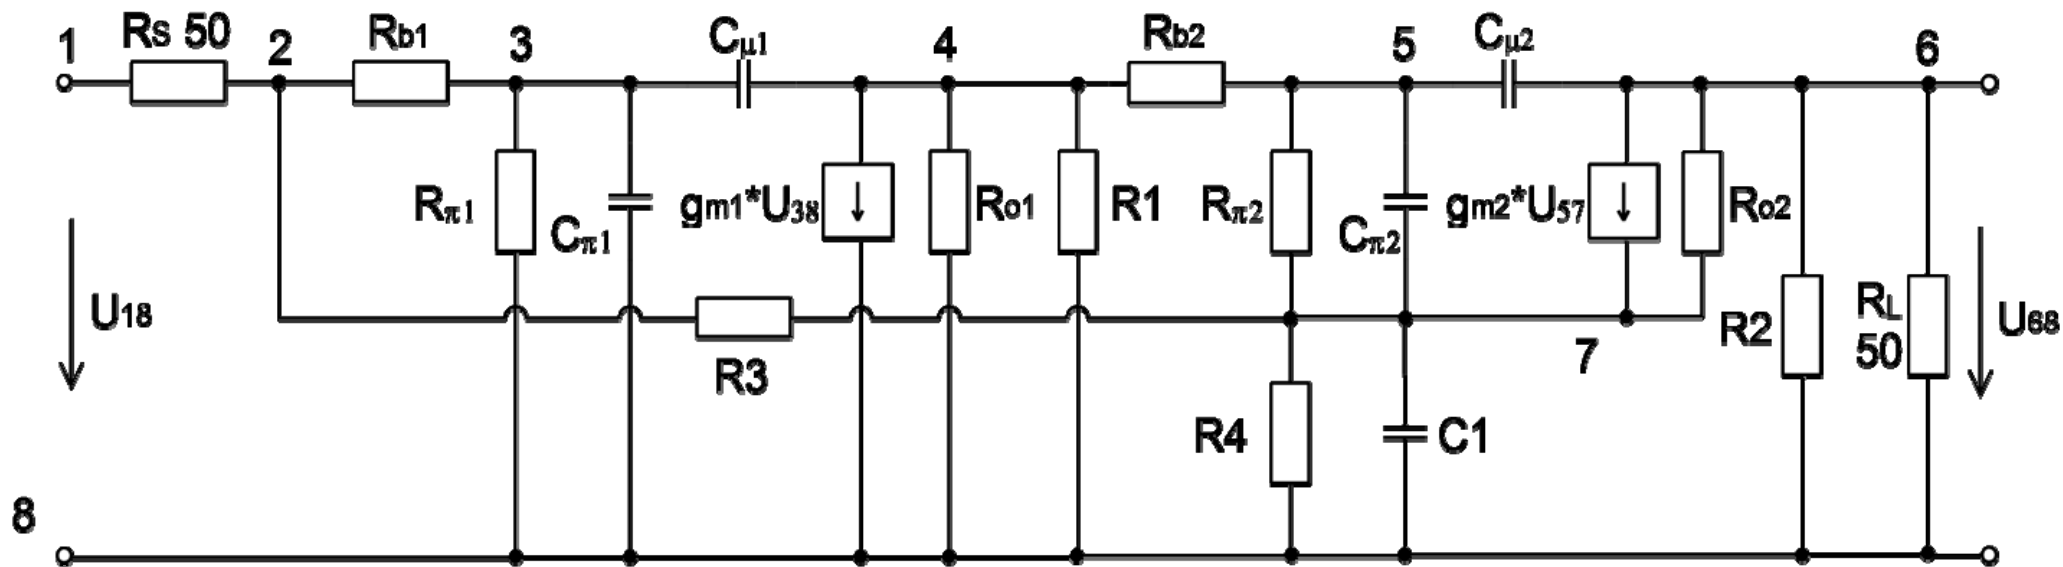 1
Rs 50
2
Rb1
3
Cμ1
4
Rb2
5
Cμ2
6
Rπ1
Cπ1
gm1*U38
Ro1
R1
Rπ2
Cπ2
gm2*U57
Ro2
U18
R3
7
R2
RL
50
U68
R4
C1
8